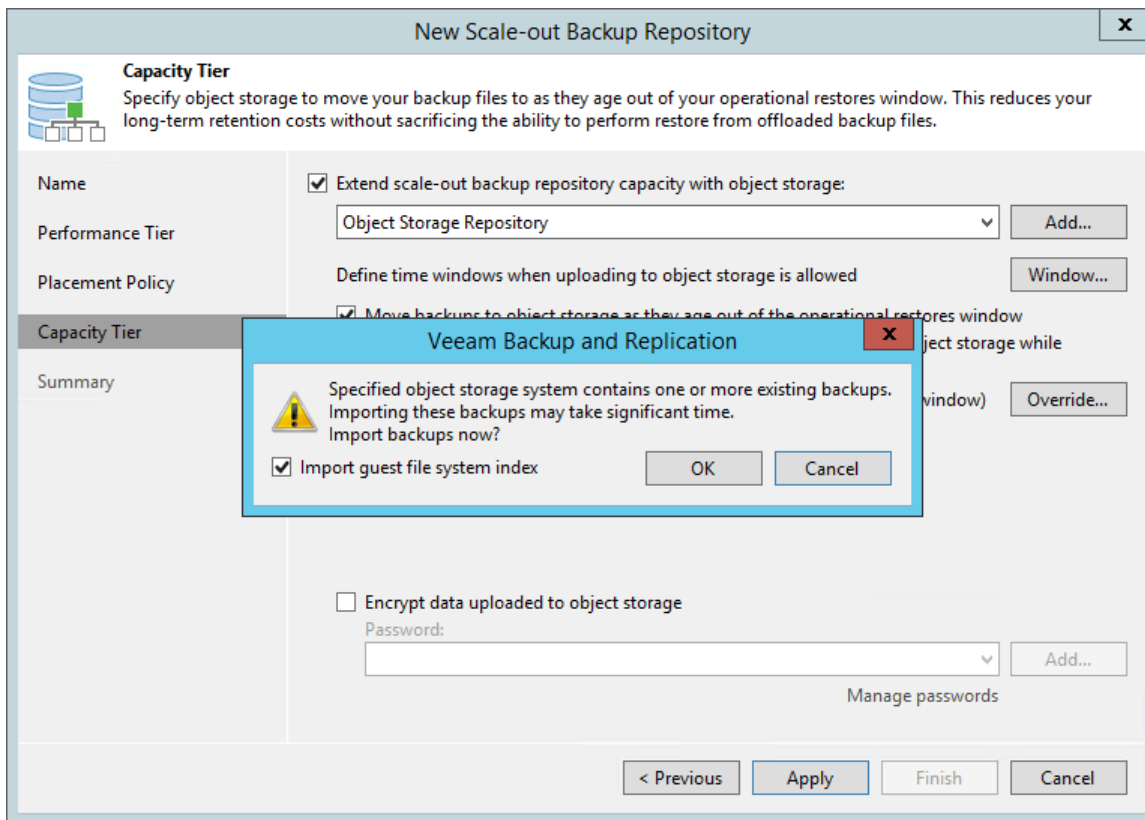 New Scale-out Backup Repository
x
Capacity Tier
Specify object storage to move your backup files to as they age out of your operational restores window. This reduces your
long-term retention costs without sacrificing the ability to perform restore from offloaded backup files.
Name
Performance Tier
Placement Policy
Capacity Tier
Summary
Extend scale-out backup repository capacity with object storage:
Object Storage Repository
Add...
Define time windows when uploading to object storage is allowed
Window...
Move backups to object storage as they age out of the operational restores window
ject storage while
window)
Override...
Veeam Backup and Replication
x
Specified object storage system contains one or more existing backups.
Importing these backups may take significant time.
Import backups now?
Import guest file system index
OK
Cancel
Encrypt data uploaded to object storage
Password:
Add...
Manage passwords
< Previous
Apply
Finish
Cancel